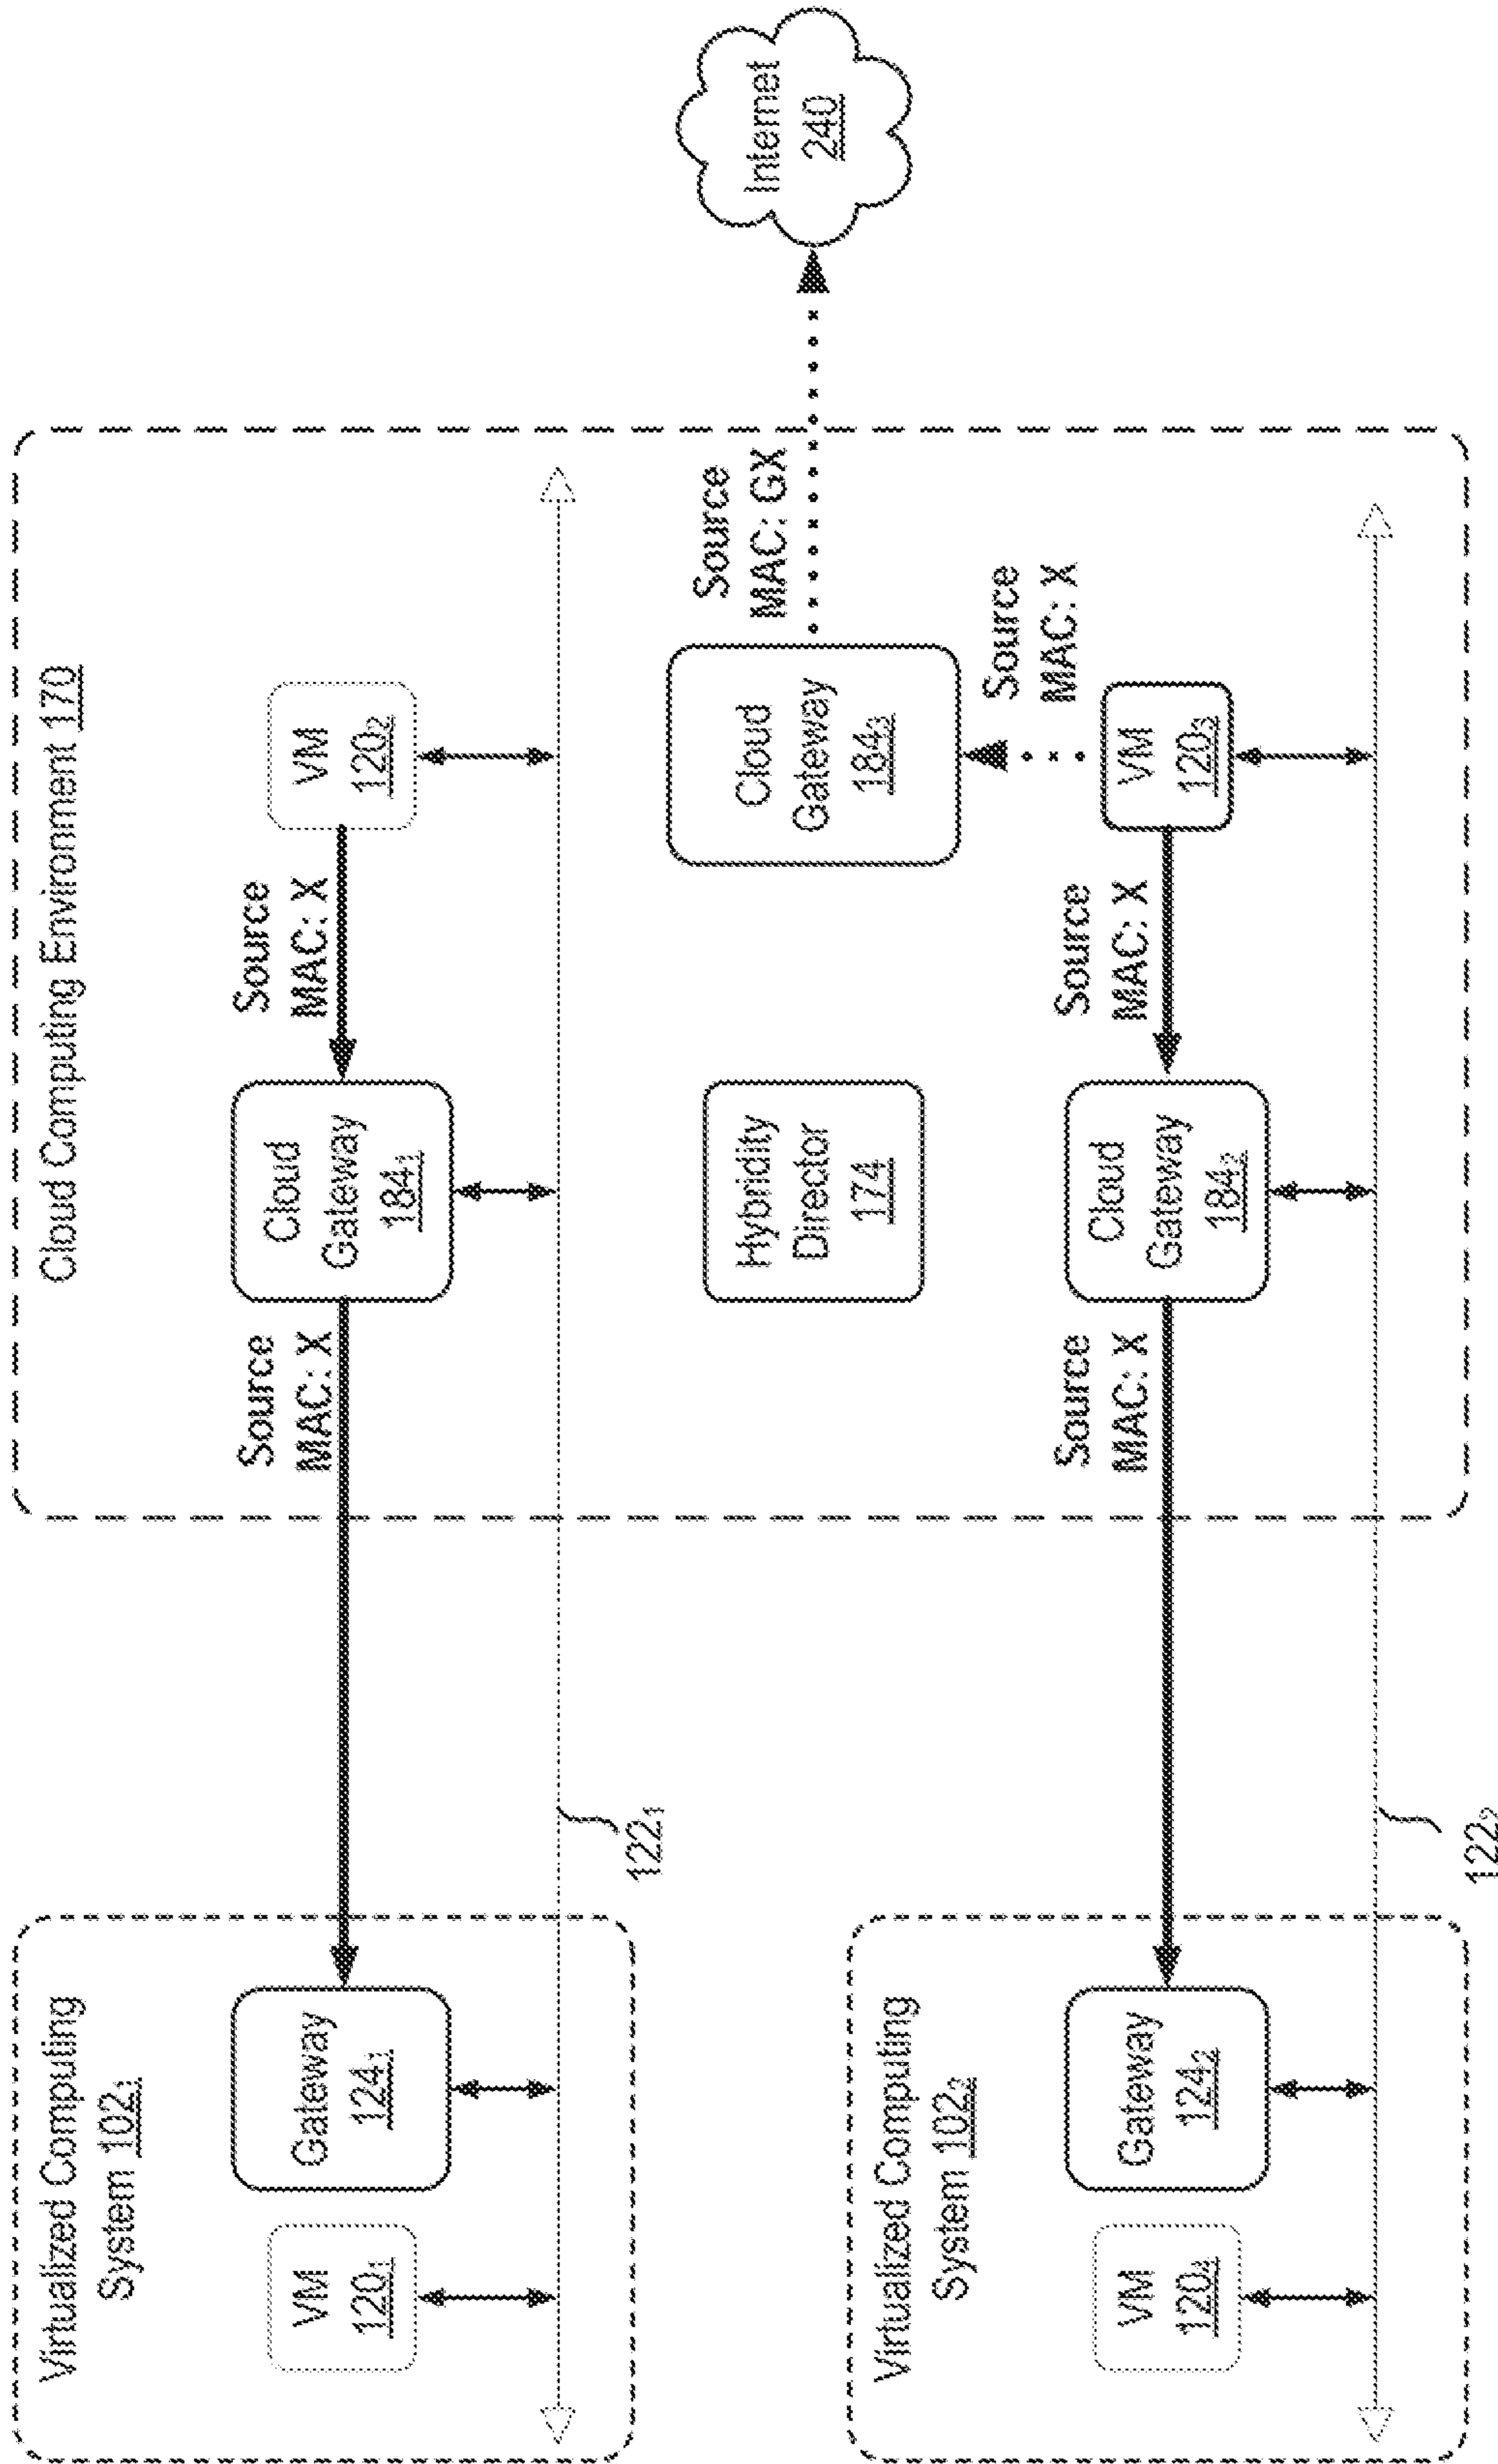 Virtualized Computing
System 102₁
VM
120₁
Gateway
124₁
122₁
Cloud Computing Environment 170
Source
MAC: X
Cloud
Gateway
184₁
Source
MAC: X
VM
120₂
Hybridity
Director
174
Cloud
Gateway
184₃
Source
MAC: GX
Internet
240
Source
MAC: X
Virtualized Computing
System 102₂
VM
120₄
Gateway
124₂
122₂
Source
MAC: X
Cloud
Gateway
184₂
Source
MAC: X
VM
120₃